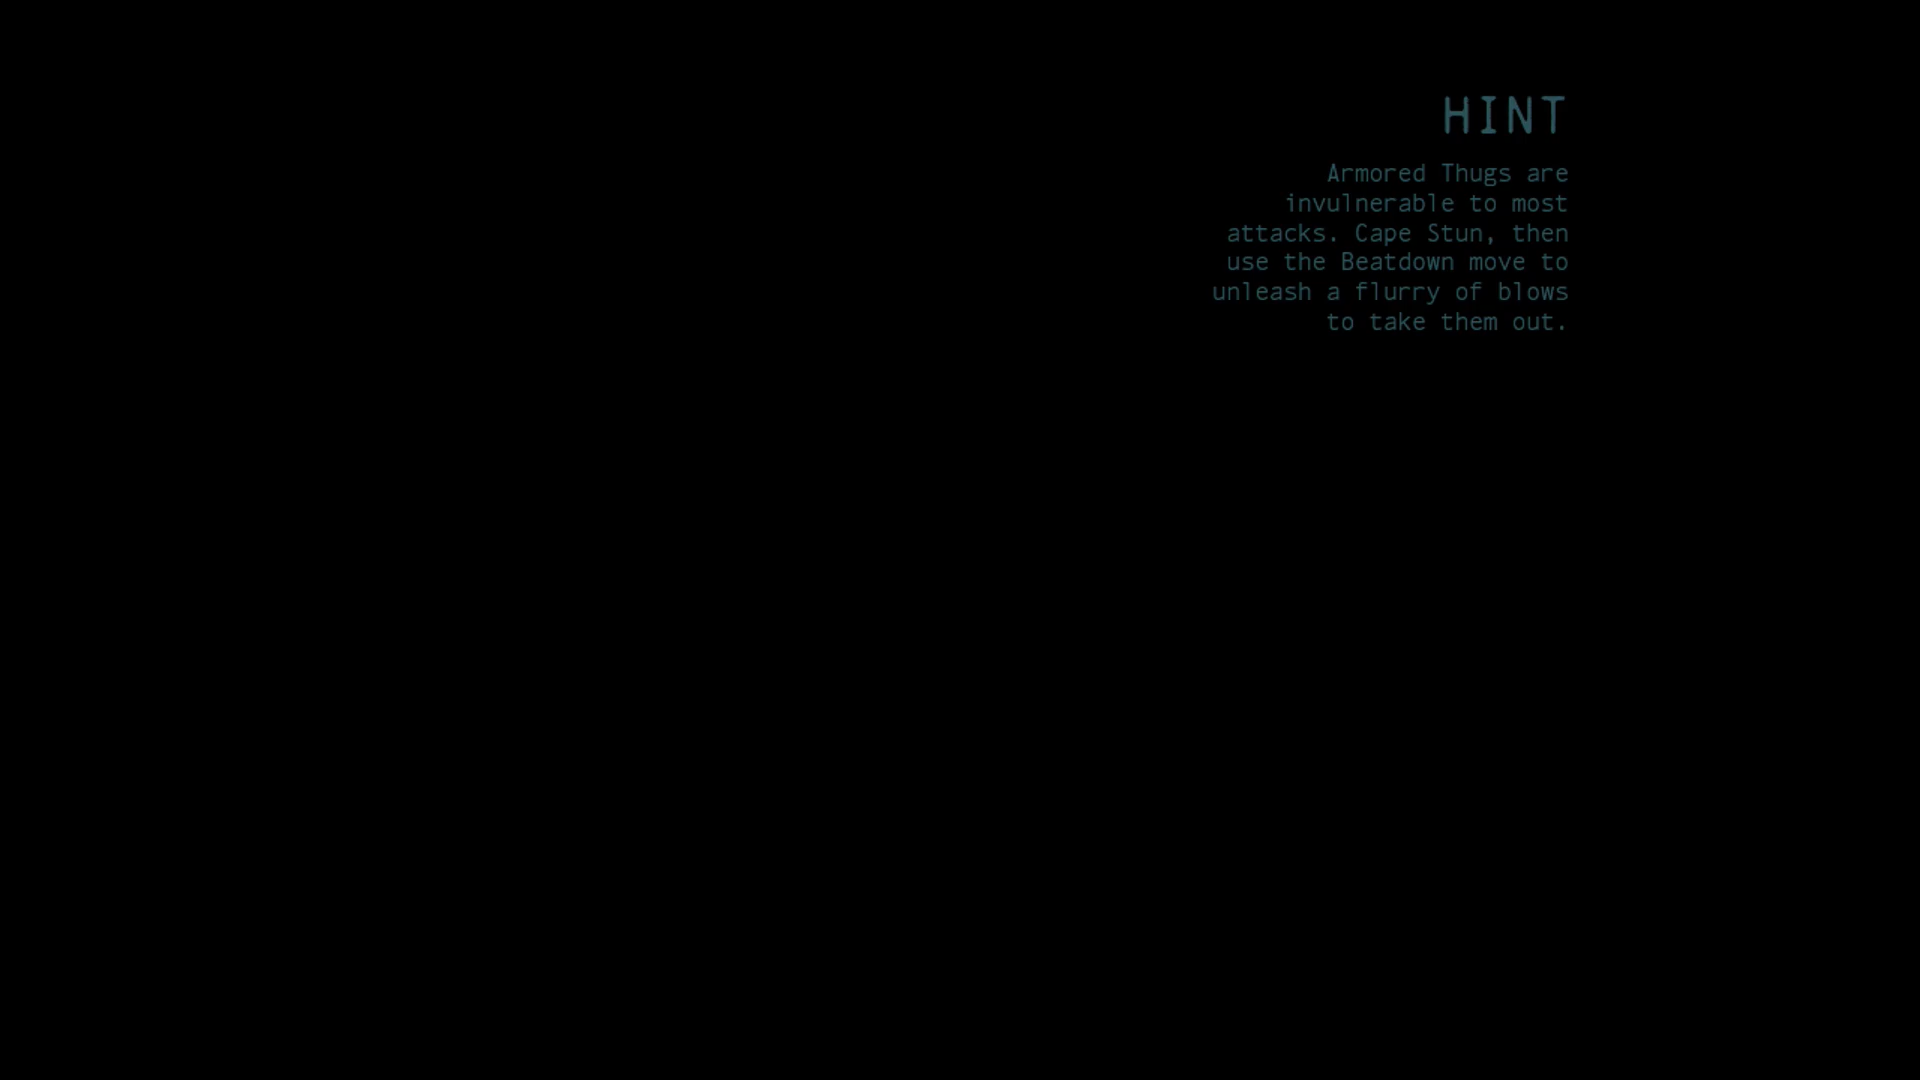 HINT
Armored Thugs are
invulnerable to most
attacks. Cape Stun, then
use the Beatdown move to
unleash a flurry of blows
to take them out.